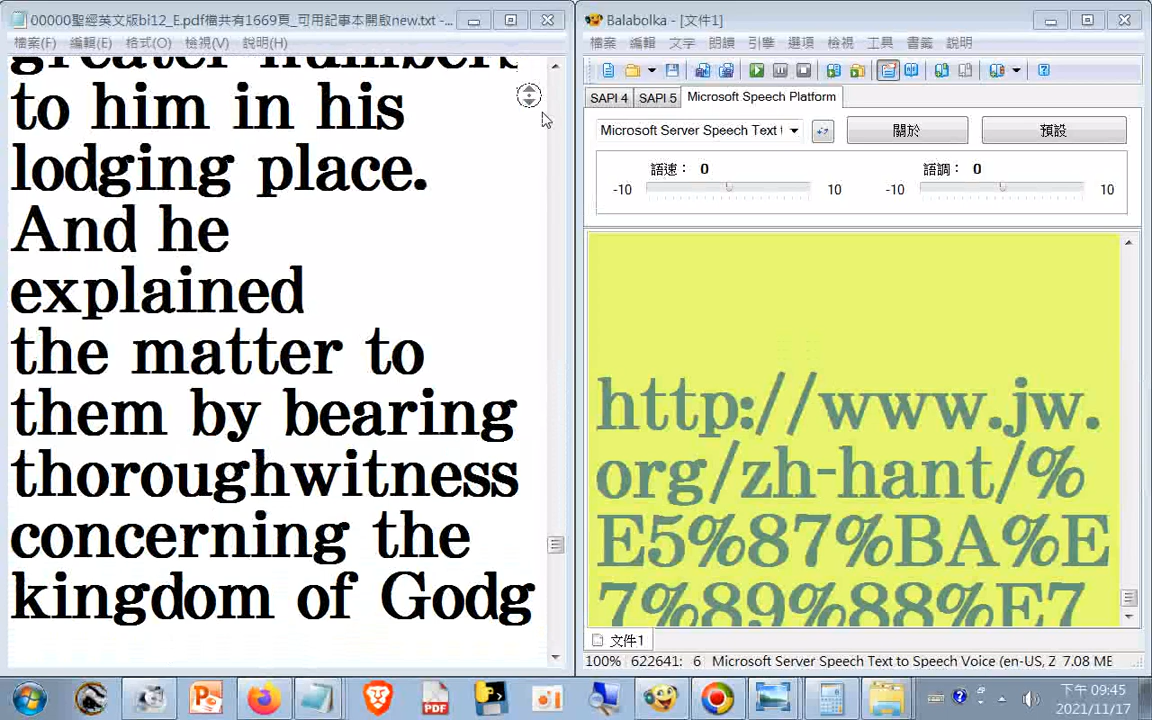 00000聖經英文版bi12_E.pdf檔共有1669頁_可用記事本開啟new.txt -...
檔案(F) 編輯(E) 格式(O) 檢視(V) 說明(H)
greater numbers
to him in his
lodging place.
And he
explained
the matter to
them by bearing
thoroughwitness
concerning the
kingdom of Godg
Balabolka - [文件1]
檔案 編輯 文字 朗讀 引擎 選項 檢視 工具 書籤 說明
SAPI 4 SAPI 5 Microsoft Speech Platform
Microsoft Server Speech Text 關於 預設
語速： 0 語調： 0
-10 10 -10 10
http://www.jw.
org/zh-hant/%
E5%87%BA%E
7%89%88%E7
文件1
100% 622641: 6 Microsoft Server Speech Text to Speech Voice (en-US, Z 7.08 ME
PDF
下午 09:45
2021/11/17